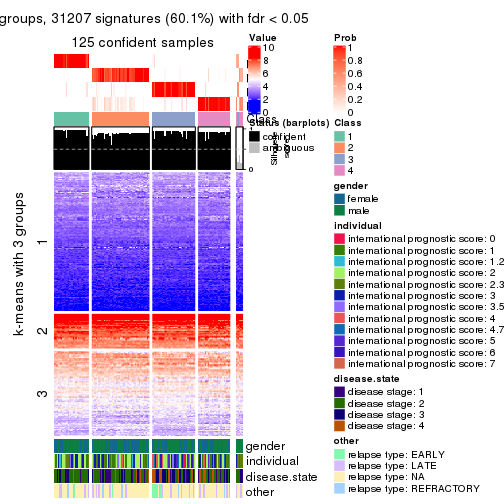 groups, 31207 signatures (60.1%) with fdr < 0.05
125 confident samples
k-means with 3 groups
1
2
3
Value
10
8
6
4
2
0
Prob
1
0.8
0.6
0.4
0.2
0
Class
Status (barplots)
confident
ambiguous
1
0
Silhouette
score
Class
1
2
3
4
gender
female
male
individual
international prognostic score: 0
international prognostic score: 1
international prognostic score: 1.2
international prognostic score: 2
international prognostic score: 2.3
international prognostic score: 3
international prognostic score: 3.5
international prognostic score: 4
international prognostic score: 4.7
international prognostic score: 5
international prognostic score: 6
international prognostic score: 7
disease.state
disease stage: 1
disease stage: 2
disease stage: 3
disease stage: 4
other
relapse type: EARLY
relapse type: LATE
relapse type: NA
relapse type: REFRACTORY
gender
individual
disease.state
other